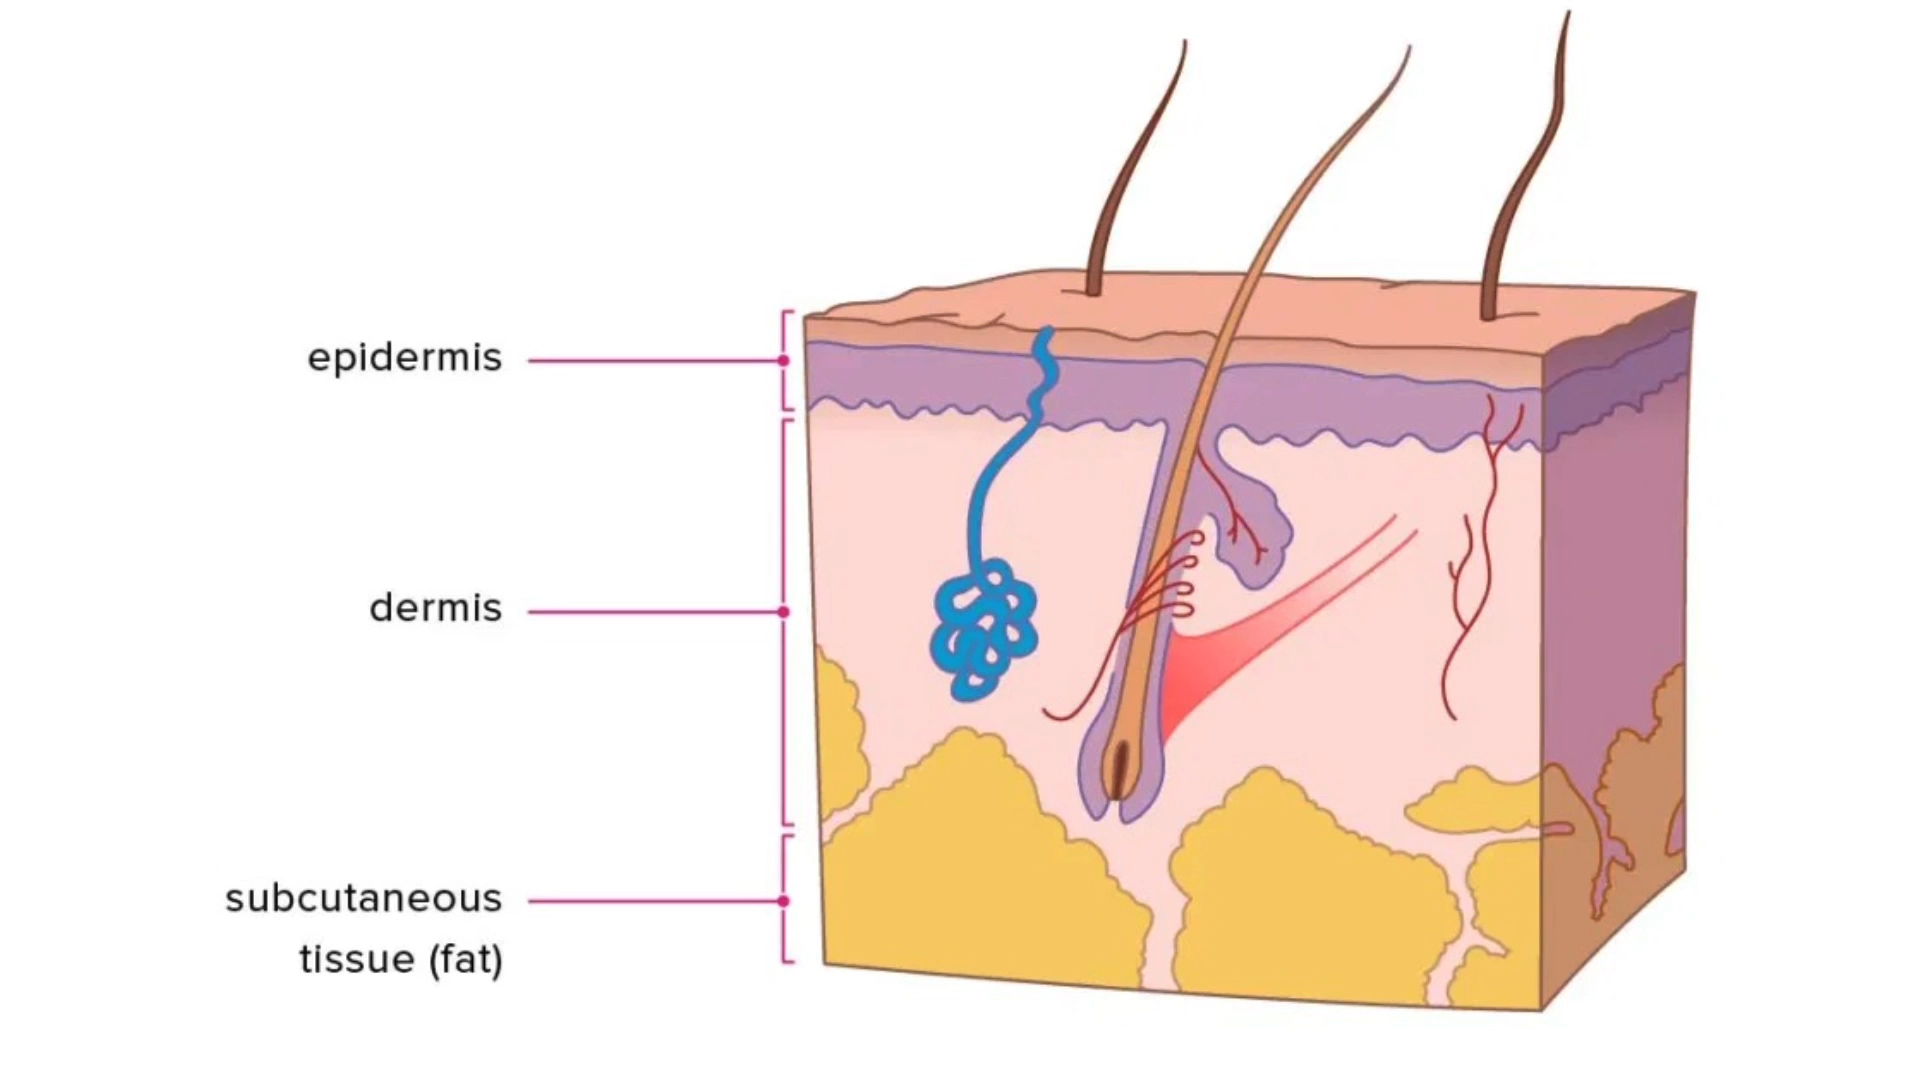 epidermis
dermis
subcutaneous
tissue (fat)